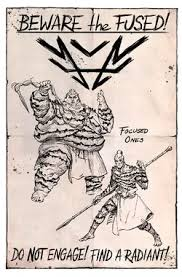 BEWARE the FUSED!
FOCUSED
ONES
DO NOT ENGAGE! FIND A RADIANT!